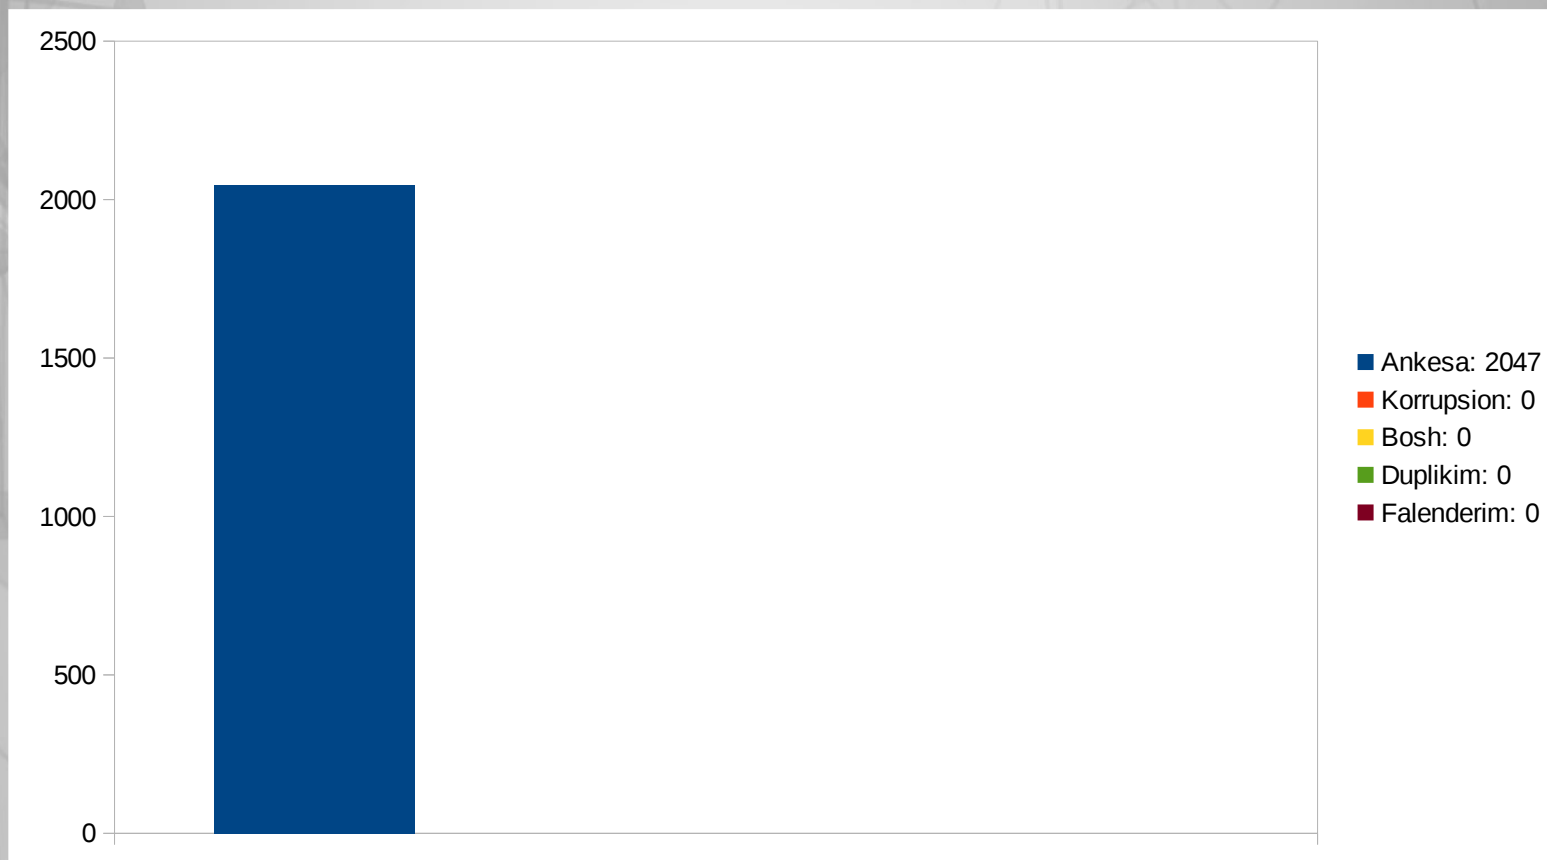 2500
2000
1500
1000
500
0
Ankesa: 2047
Korrupsion: 0
Bosh: 0
Duplikim: 0
Falenderim: 0